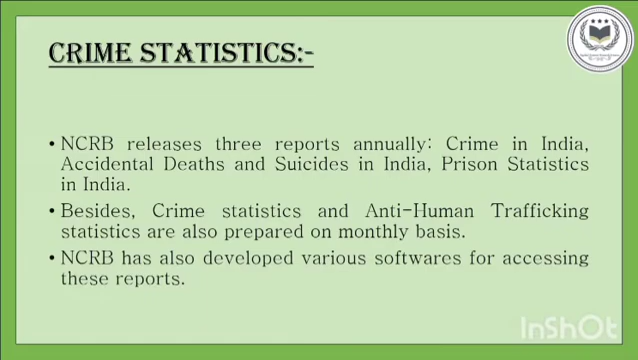 CRIME STATISTICS:-
• NCRB releases three reports annually: Crime in India,
Accidental Deaths and Suicides in India, Prison Statistics
in India.
• Besides, Crime statistics and Anti-Human Trafficking
statistics are also prepared on monthly basis.
• NCRB has also developed various softwares for accessing
these reports.
InShOt